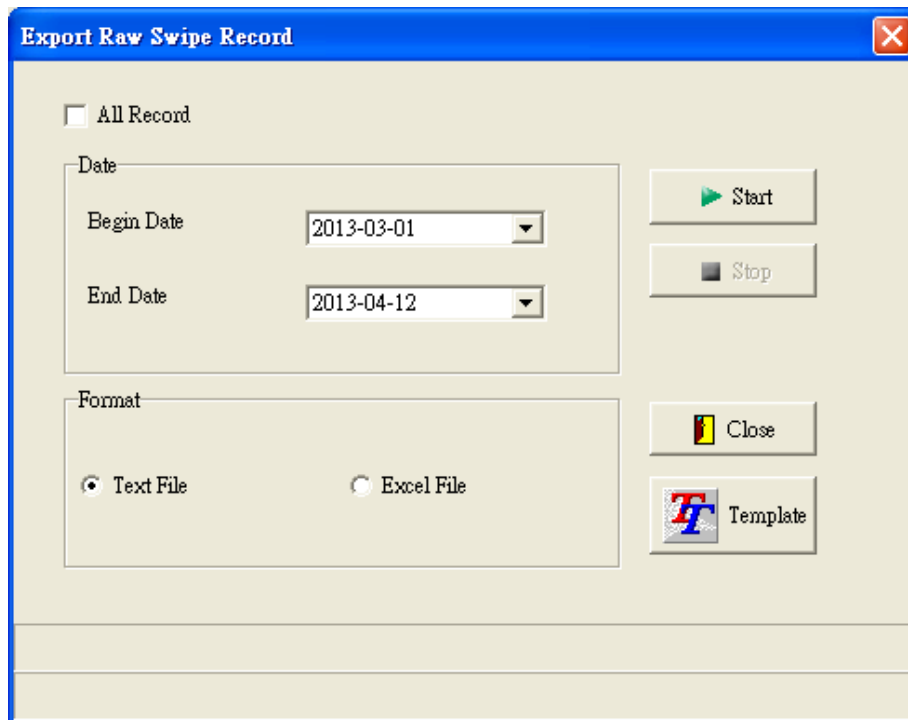 Export Raw Swipe Record
All Record
Date
Begin Date
2013-03-01
End Date
2013-04-12
Start
Stop
Format
Text File
Excel File
Close
Template